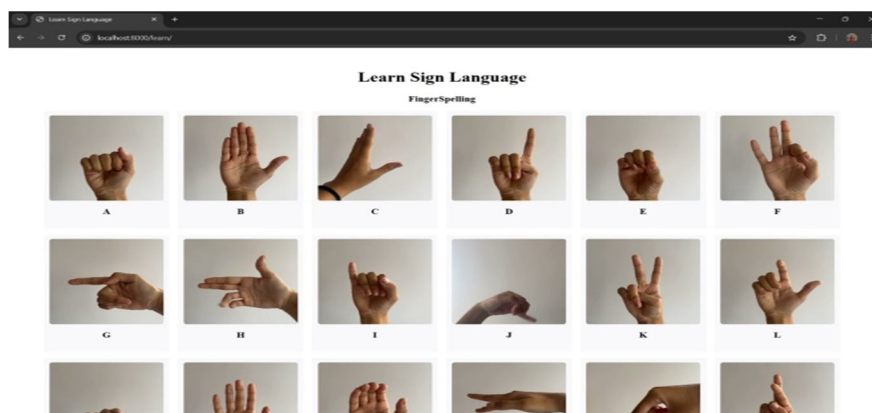 Learn Sign Language
localhost:8000/learn/
Learn Sign Language
FingerSpelling
A B C D E F
G H I J K L